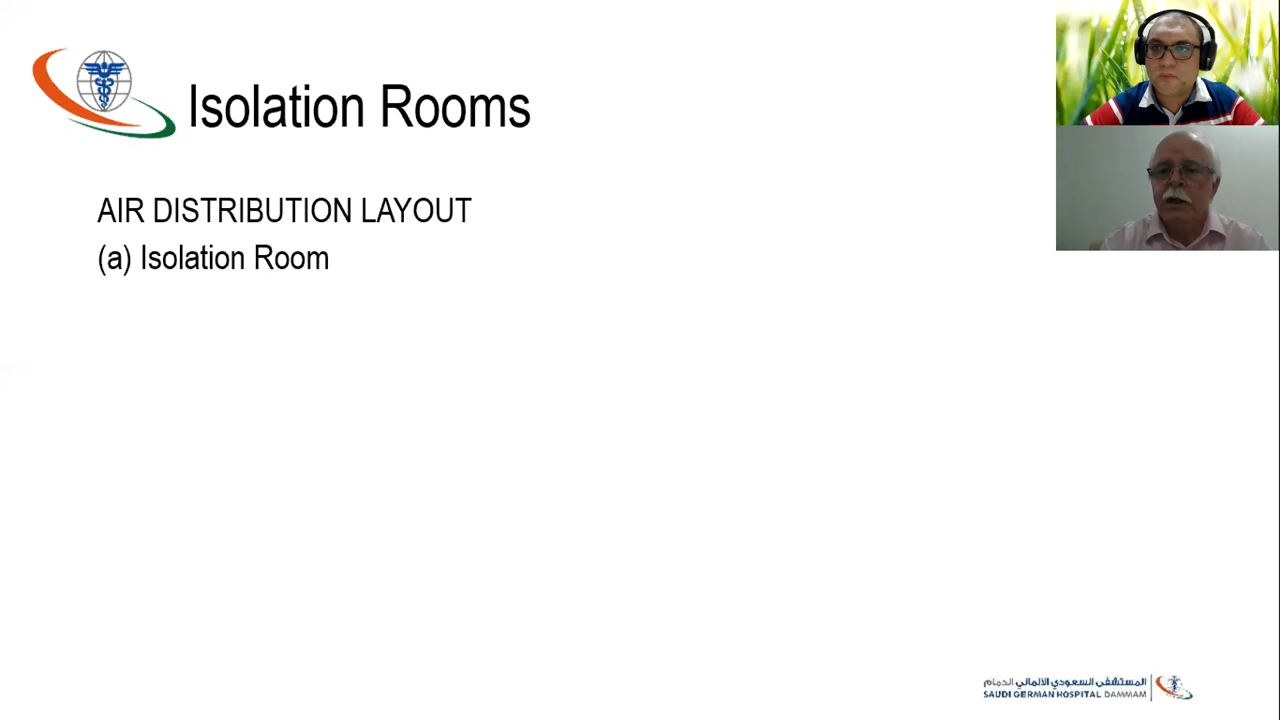 Isolation Rooms
AIR DISTRIBUTION LAYOUT
(a) Isolation Room
المستشفى السعودي الألماني الدمام
SAUDI GERMAN HOSPITAL DAMMAM